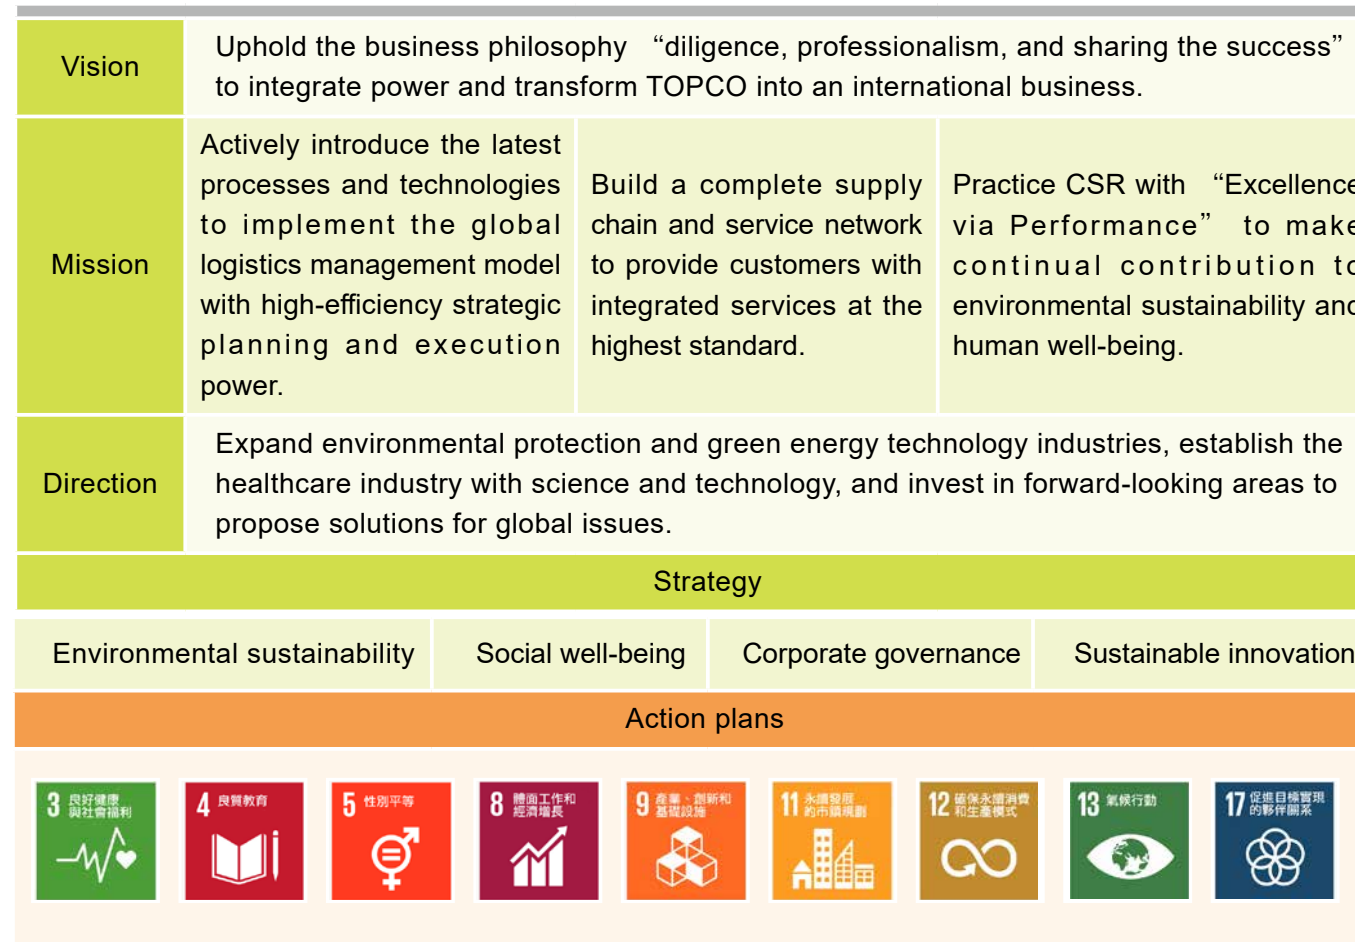 Vision
Uphold the business philosophy “diligence, professionalism, and sharing the success”
to integrate power and transform TOPCO into an international business.
Mission
Actively introduce the latest
processes and technologies
to implement the global
logistics management model
with high-efficiency strategic
planning and execution
power.
Build a complete supply
chain and service network
to provide customers with
integrated services at the
highest standard.
Practice CSR with “Excellence
via Performance” to make
continual contribution to
environmental sustainability and
human well-being.
Direction
Expand environmental protection and green energy technology industries, establish the
healthcare industry with science and technology, and invest in forward-looking areas to
propose solutions for global issues.
Strategy
Environmental sustainability
Social well-being
Corporate governance
Sustainable innovation
Action plans
3 良好健康
與社會福利
4 良質教育
5 性別平等
8 體面工作和
經濟增長
9 產業、創新和
基礎設施
11 永續發展
的市鎮規劃
12 確保永續消費
和生產模式
13 氣候行動
17 促進目標實現
的夥伴關系